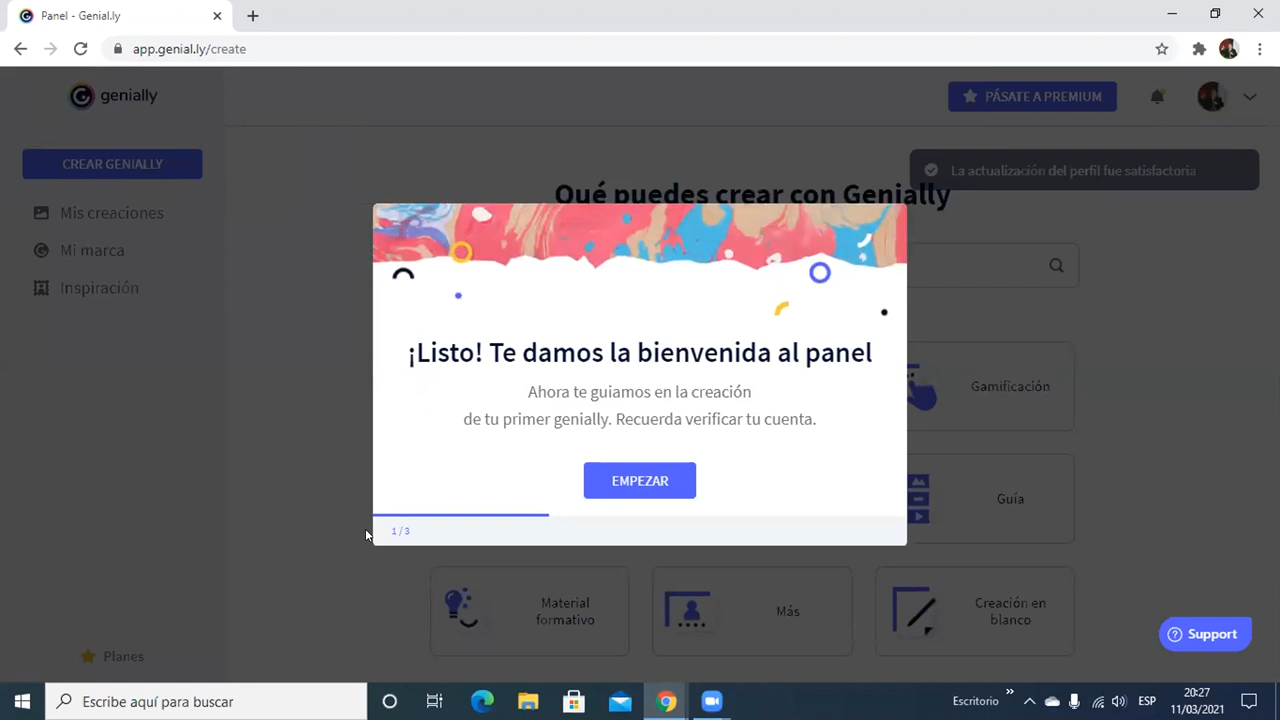 Panel - Genial.ly
app.genial.ly/create
genially
PÁSATE A PREMIUM
CREAR GENIALLY
La actualización del perfil fue satisfactoria
Qué puedes crear con Genially
Mis creaciones
Mi marca
Inspiración
¡Listo! Te damos la bienvenida al panel
Ahora te guiamos en la creación
de tu primer genially. Recuerda verificar tu cuenta.
EMPEZAR
1 / 3
Gamificación
Guía
Material
formativo
Más
Creación en
blanco
Support
Planes
Escribe aquí para buscar
Escritorio
ESP
20:27
11/03/2021